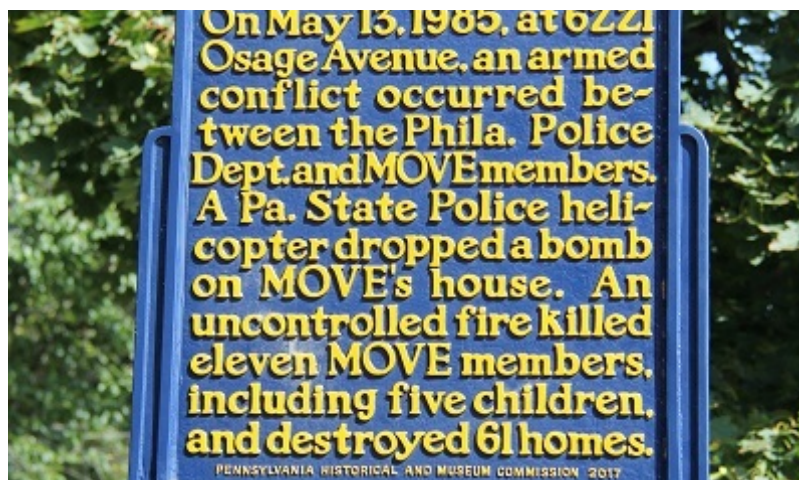 On May 13, 1985, at 6221
Osage Avenue, an armed
conflict occurred be-
tween the Phila. Police
Dept. and MOVE members.
A Pa. State Police heli-
copter dropped a bomb
on MOVE's house. An
uncontrolled fire killed
eleven MOVE members,
including five children,
and destroyed 61 homes.
PENNSYLVANIA HISTORICAL AND MUSEUM COMMISSION 2017